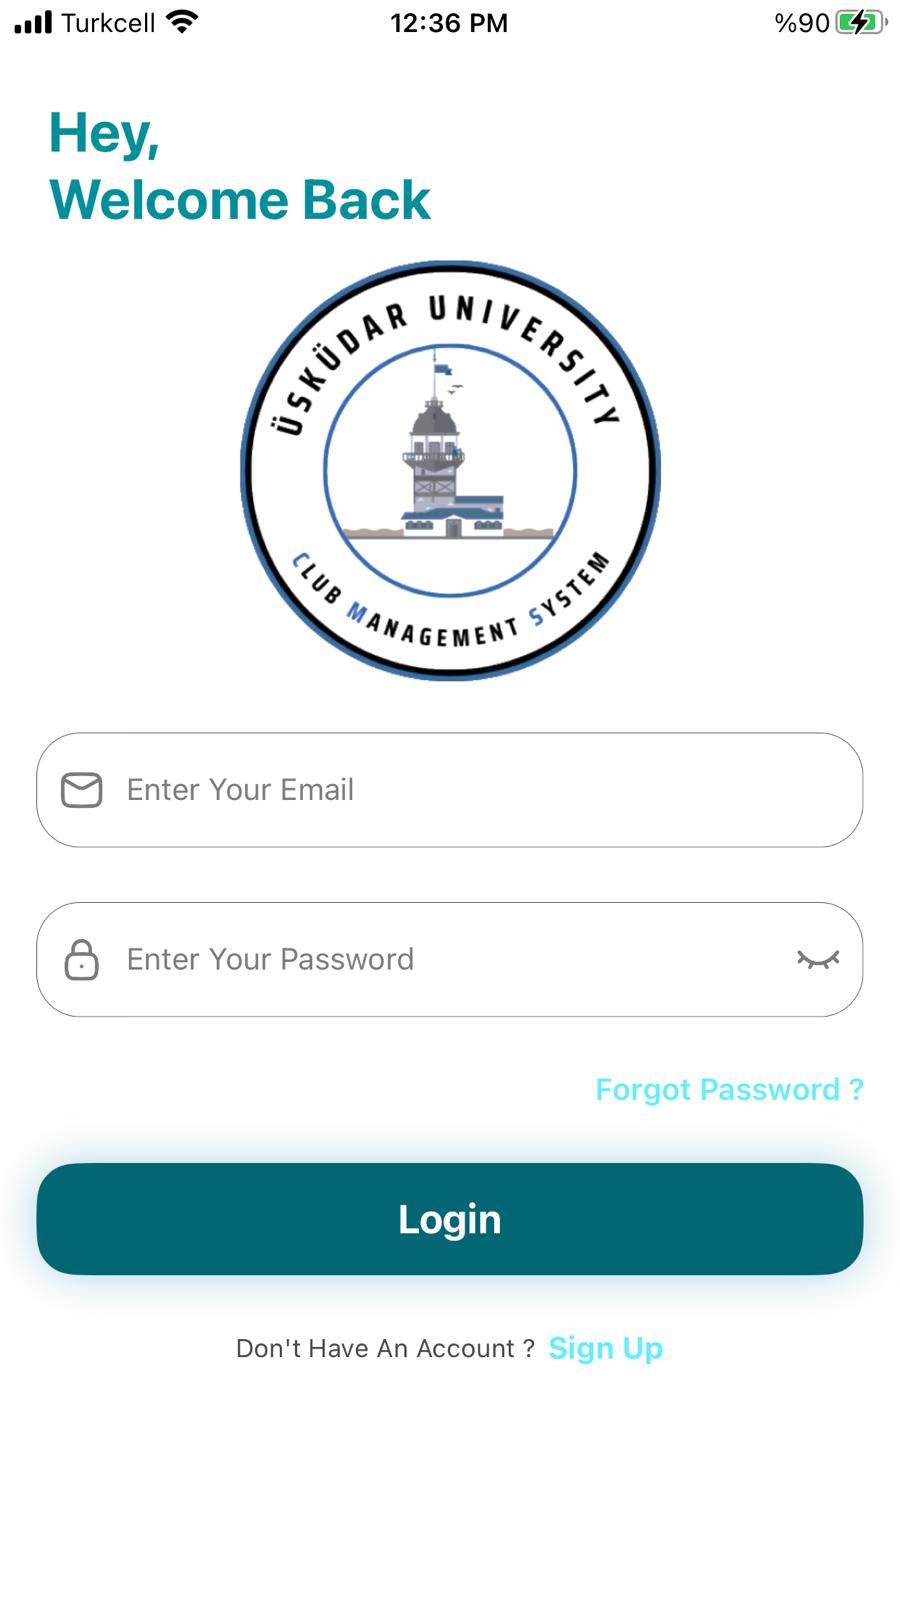 Turkcell 12:36 PM %90
Hey,
Welcome Back
ÜSKÜDAR UNIVERSITY
CLUB MANAGEMENT SYSTEM
Enter Your Email
Enter Your Password
Forgot Password ?
Login
Don't Have An Account ? Sign Up